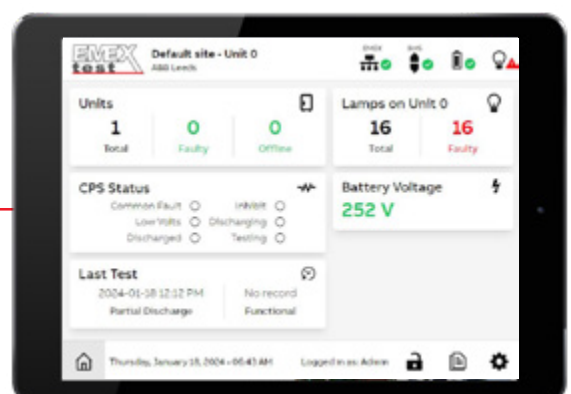 EMEX
test
Default site - Unit 0
ABB Leeds
EMEX
BMS
Units
1
0
0
Total
Faulty
Offline
Lamps on Unit 0
16
16
Total
Faulty
CPS Status
Common Fault
Inhibit
Low Volts
Discharging
Discharged
Testing
Battery Voltage
252 V
Last Test
2024-01-18 12:12 PM
No record
Partial Discharge
Functional
Thursday, January 18, 2024 - 06:43 AM
Logged in as: Admin